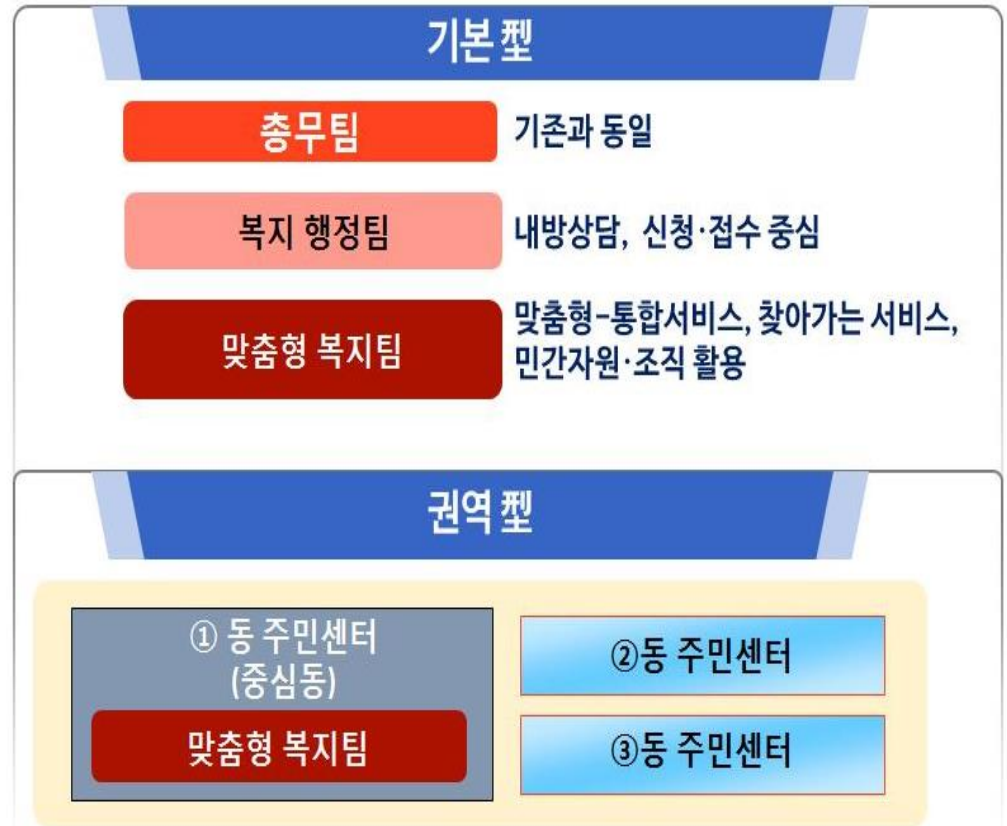 기본 型
총무팀
기존과 동일
복지 행정팀
내방상담, 신청·접수 중심
맞춤형 복지팀
맞춤형-통합서비스, 찾아가는 서비스,
민간자원·조직 활용
권역 型
① 동 주민센터
(중심동)
맞춤형 복지팀
②동 주민센터
③동 주민센터